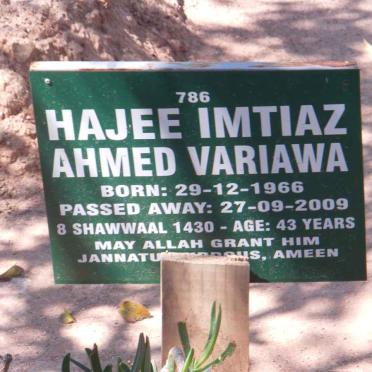 786
HAJEE IMTIAZ
AHMED VARIAWA
BORN: 29-12-1966
PASSED AWAY: 27-09-2009
8 SHAWWAAL 1430 - AGE: 43 YEARS
MAY ALLAH GRANT HIM
AMEEN